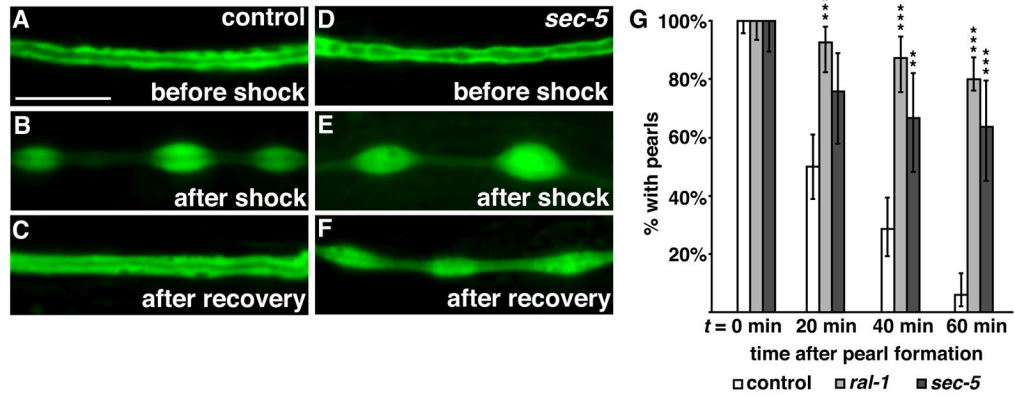 A control
before shock
B
after shock
C
after recovery
D sec-5
before shock
E
after shock
F
after recovery
G
100%
80%
60%
40%
20%
% with pearls
** *** ** *** ***
t = 0 min 20 min 40 min 60 min
time after pearl formation
control ral-1 sec-5